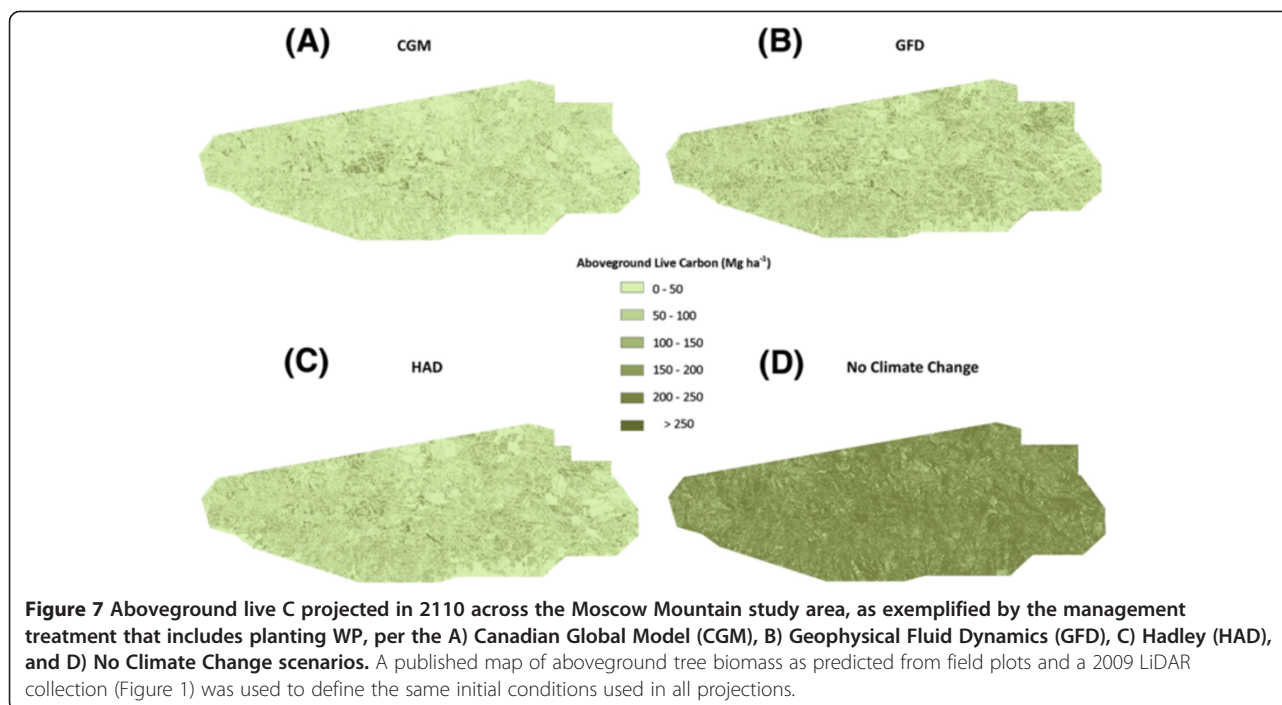 (A) CGM
(B) GFD
Aboveground Live Carbon (Mg ha⁻¹)
0 - 50
50 - 100
100 - 150
150 - 200
200 - 250
> 250
(C) HAD
(D) No Climate Change
Figure 7 Aboveground live C projected in 2110 across the Moscow Mountain study area, as exemplified by the management
treatment that includes planting WP, per the A) Canadian Global Model (CGM), B) Geophysical Fluid Dynamics (GFD), C) Hadley (HAD),
and D) No Climate Change scenarios. A published map of aboveground tree biomass as predicted from field plots and a 2009 LiDAR
collection (Figure 1) was used to define the same initial conditions used in all projections.